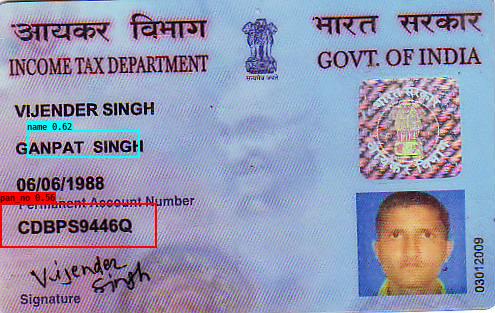 आयकर विभाग
INCOME TAX DEPARTMENT
भारत सरकार
GOVT. OF INDIA
सत्यमेव जयते
VIJENDER SINGH
name 0.62
GANPAT SINGH
06/06/1988
pan_no 0.56
Permanent Account Number
CDBPS9446Q
Vijender
Singh
Signature
03012009